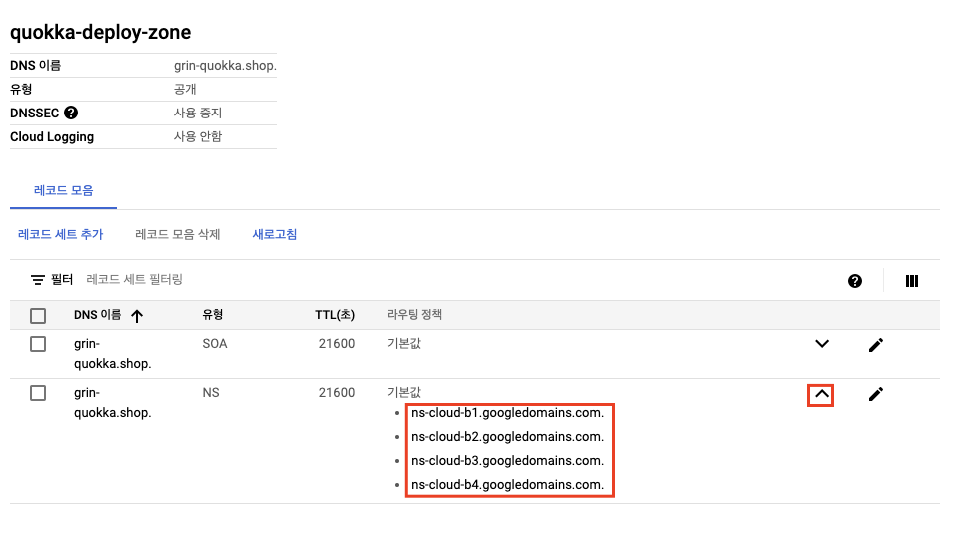 quokka-deploy-zone
DNS 이름 grin-quokka.shop.
유형 공개
DNSSEC 사용 중지
Cloud Logging 사용 안함
레코드 모음
레코드 세트 추가 레코드 모음 삭제 새로고침
필터 레코드 세트 필터링
DNS 이름 유형 TTL(초) 라우팅 정책
grin- SOA 21600 기본값
quokka.shop.
grin- NS 21600 기본값
quokka.shop.
ns-cloud-b1.googledomains.com.
ns-cloud-b2.googledomains.com.
ns-cloud-b3.googledomains.com.
ns-cloud-b4.googledomains.com.